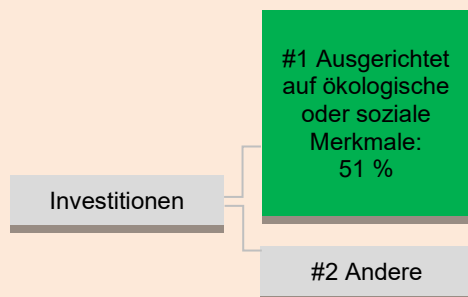 #1 Ausgerichtet
auf ökologische
oder soziale
Merkmale:
51 %
Investitionen
#2 Andere